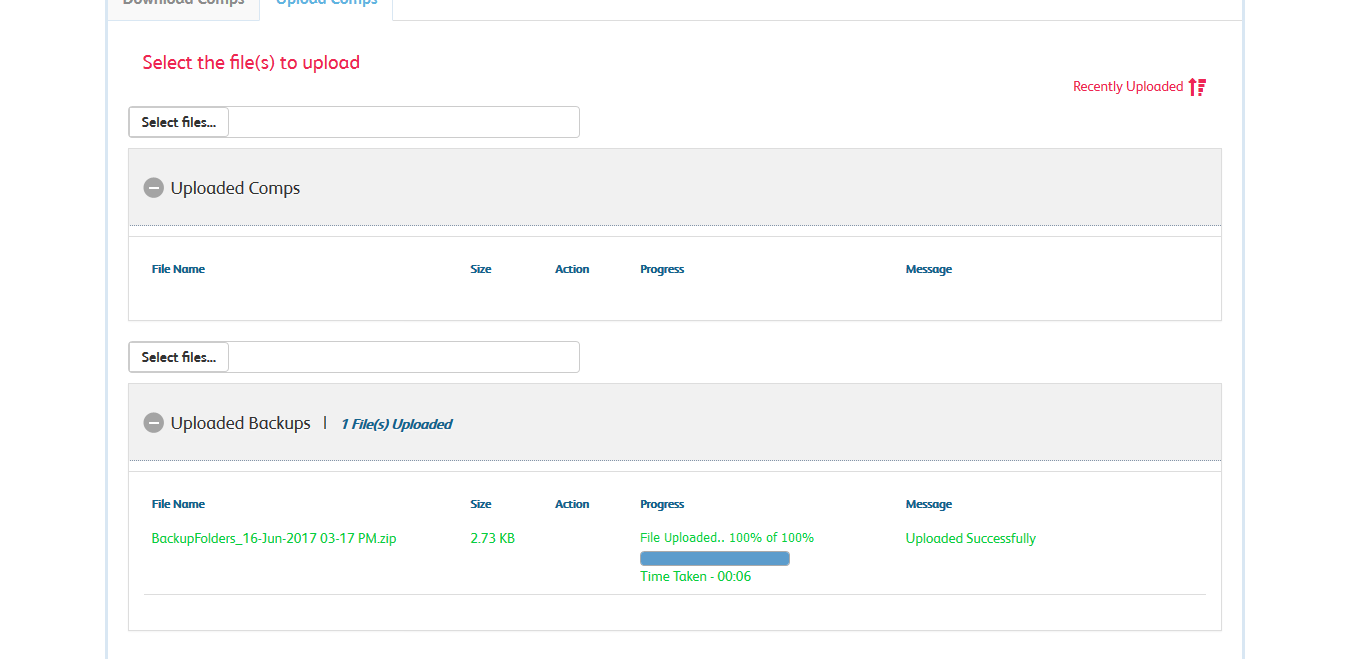 Download Comps Upload Comps
Select the file(s) to upload
Recently Uploaded
Select files...
Uploaded Comps
File Name Size Action Progress Message
Select files...
Uploaded Backups | 1 File(s) Uploaded
File Name Size Action Progress Message
BackupFolders_16-Jun-2017 03-17 PM.zip 2.73 KB File Uploaded.. 100% of 100% Uploaded Successfully
Time Taken - 00:06